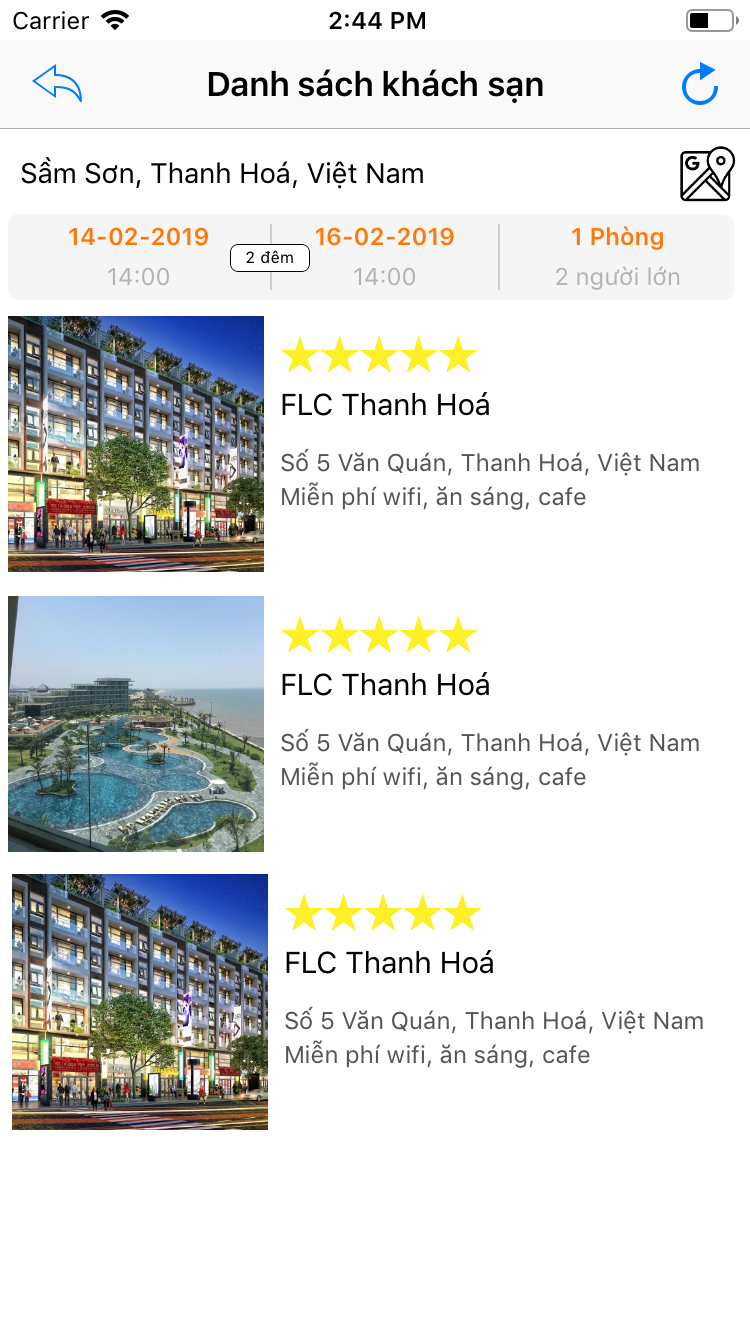 Carrier 2:44 PM
Danh sách khách sạn
Sầm Sơn, Thanh Hoá, Việt Nam
G
14-02-2019 16-02-2019 1 Phòng
2 đêm
14:00 14:00 2 người lớn
FLC Thanh Hoá
Số 5 Văn Quán, Thanh Hoá, Việt Nam
Miễn phí wifi, ăn sáng, cafe
FLC Thanh Hoá
Số 5 Văn Quán, Thanh Hoá, Việt Nam
Miễn phí wifi, ăn sáng, cafe
FLC Thanh Hoá
Số 5 Văn Quán, Thanh Hoá, Việt Nam
Miễn phí wifi, ăn sáng, cafe